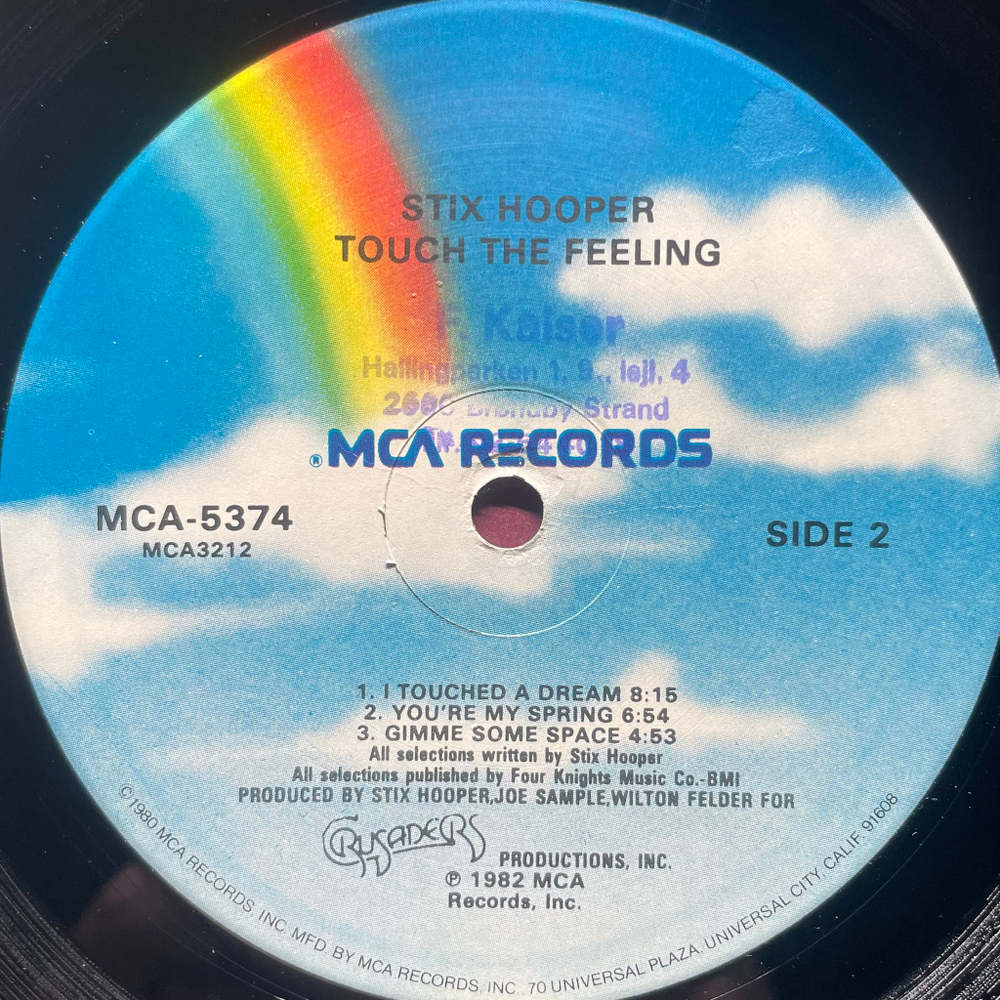 STIX HOOPER
TOUCH THE FEELING
F. Kaiser
Hallingparken 1, 8., lejl. 4
Brøndby Strand
® MCA RECORDS
MCA-5374
MCA3212
SIDE 2
1. I TOUCHED A DREAM 8:15
2. YOU'RE MY SPRING 6:54
3. GIMME SOME SPACE 4:53
All selections written by Stix Hooper
All selections published by Four Knights Music Co.-BMI
PRODUCED BY STIX HOOPER,JOE SAMPLE,WILTON FELDER FOR
CRUSADERS
PRODUCTIONS, INC.
℗ 1982 MCA
Records, Inc.
©1980 MCA RECORDS, INC. MFD. BY MCA RECORDS, INC., 70 UNIVERSAL PLAZA, UNIVERSAL CITY, CALIF. 91608